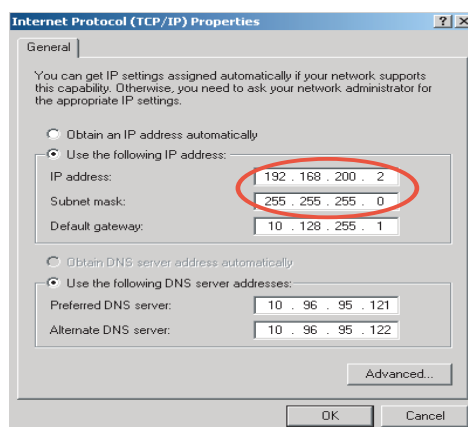 Internet Protocol (TCP/IP) Properties
General
You can get IP settings assigned automatically if your network supports
this capability. Otherwise, you need to ask your network administrator for
the appropriate IP settings.
Obtain an IP address automatically
Use the following IP address:
IP address: 192 . 168 . 200 . 2
Subnet mask: 255 . 255 . 255 . 0
Default gateway: 10 . 128 . 255 . 1
Obtain DNS server address automatically
Use the following DNS server addresses:
Preferred DNS server: 10 . 96 . 95 . 121
Alternate DNS server: 10 . 96 . 95 . 122
Advanced...
OK Cancel